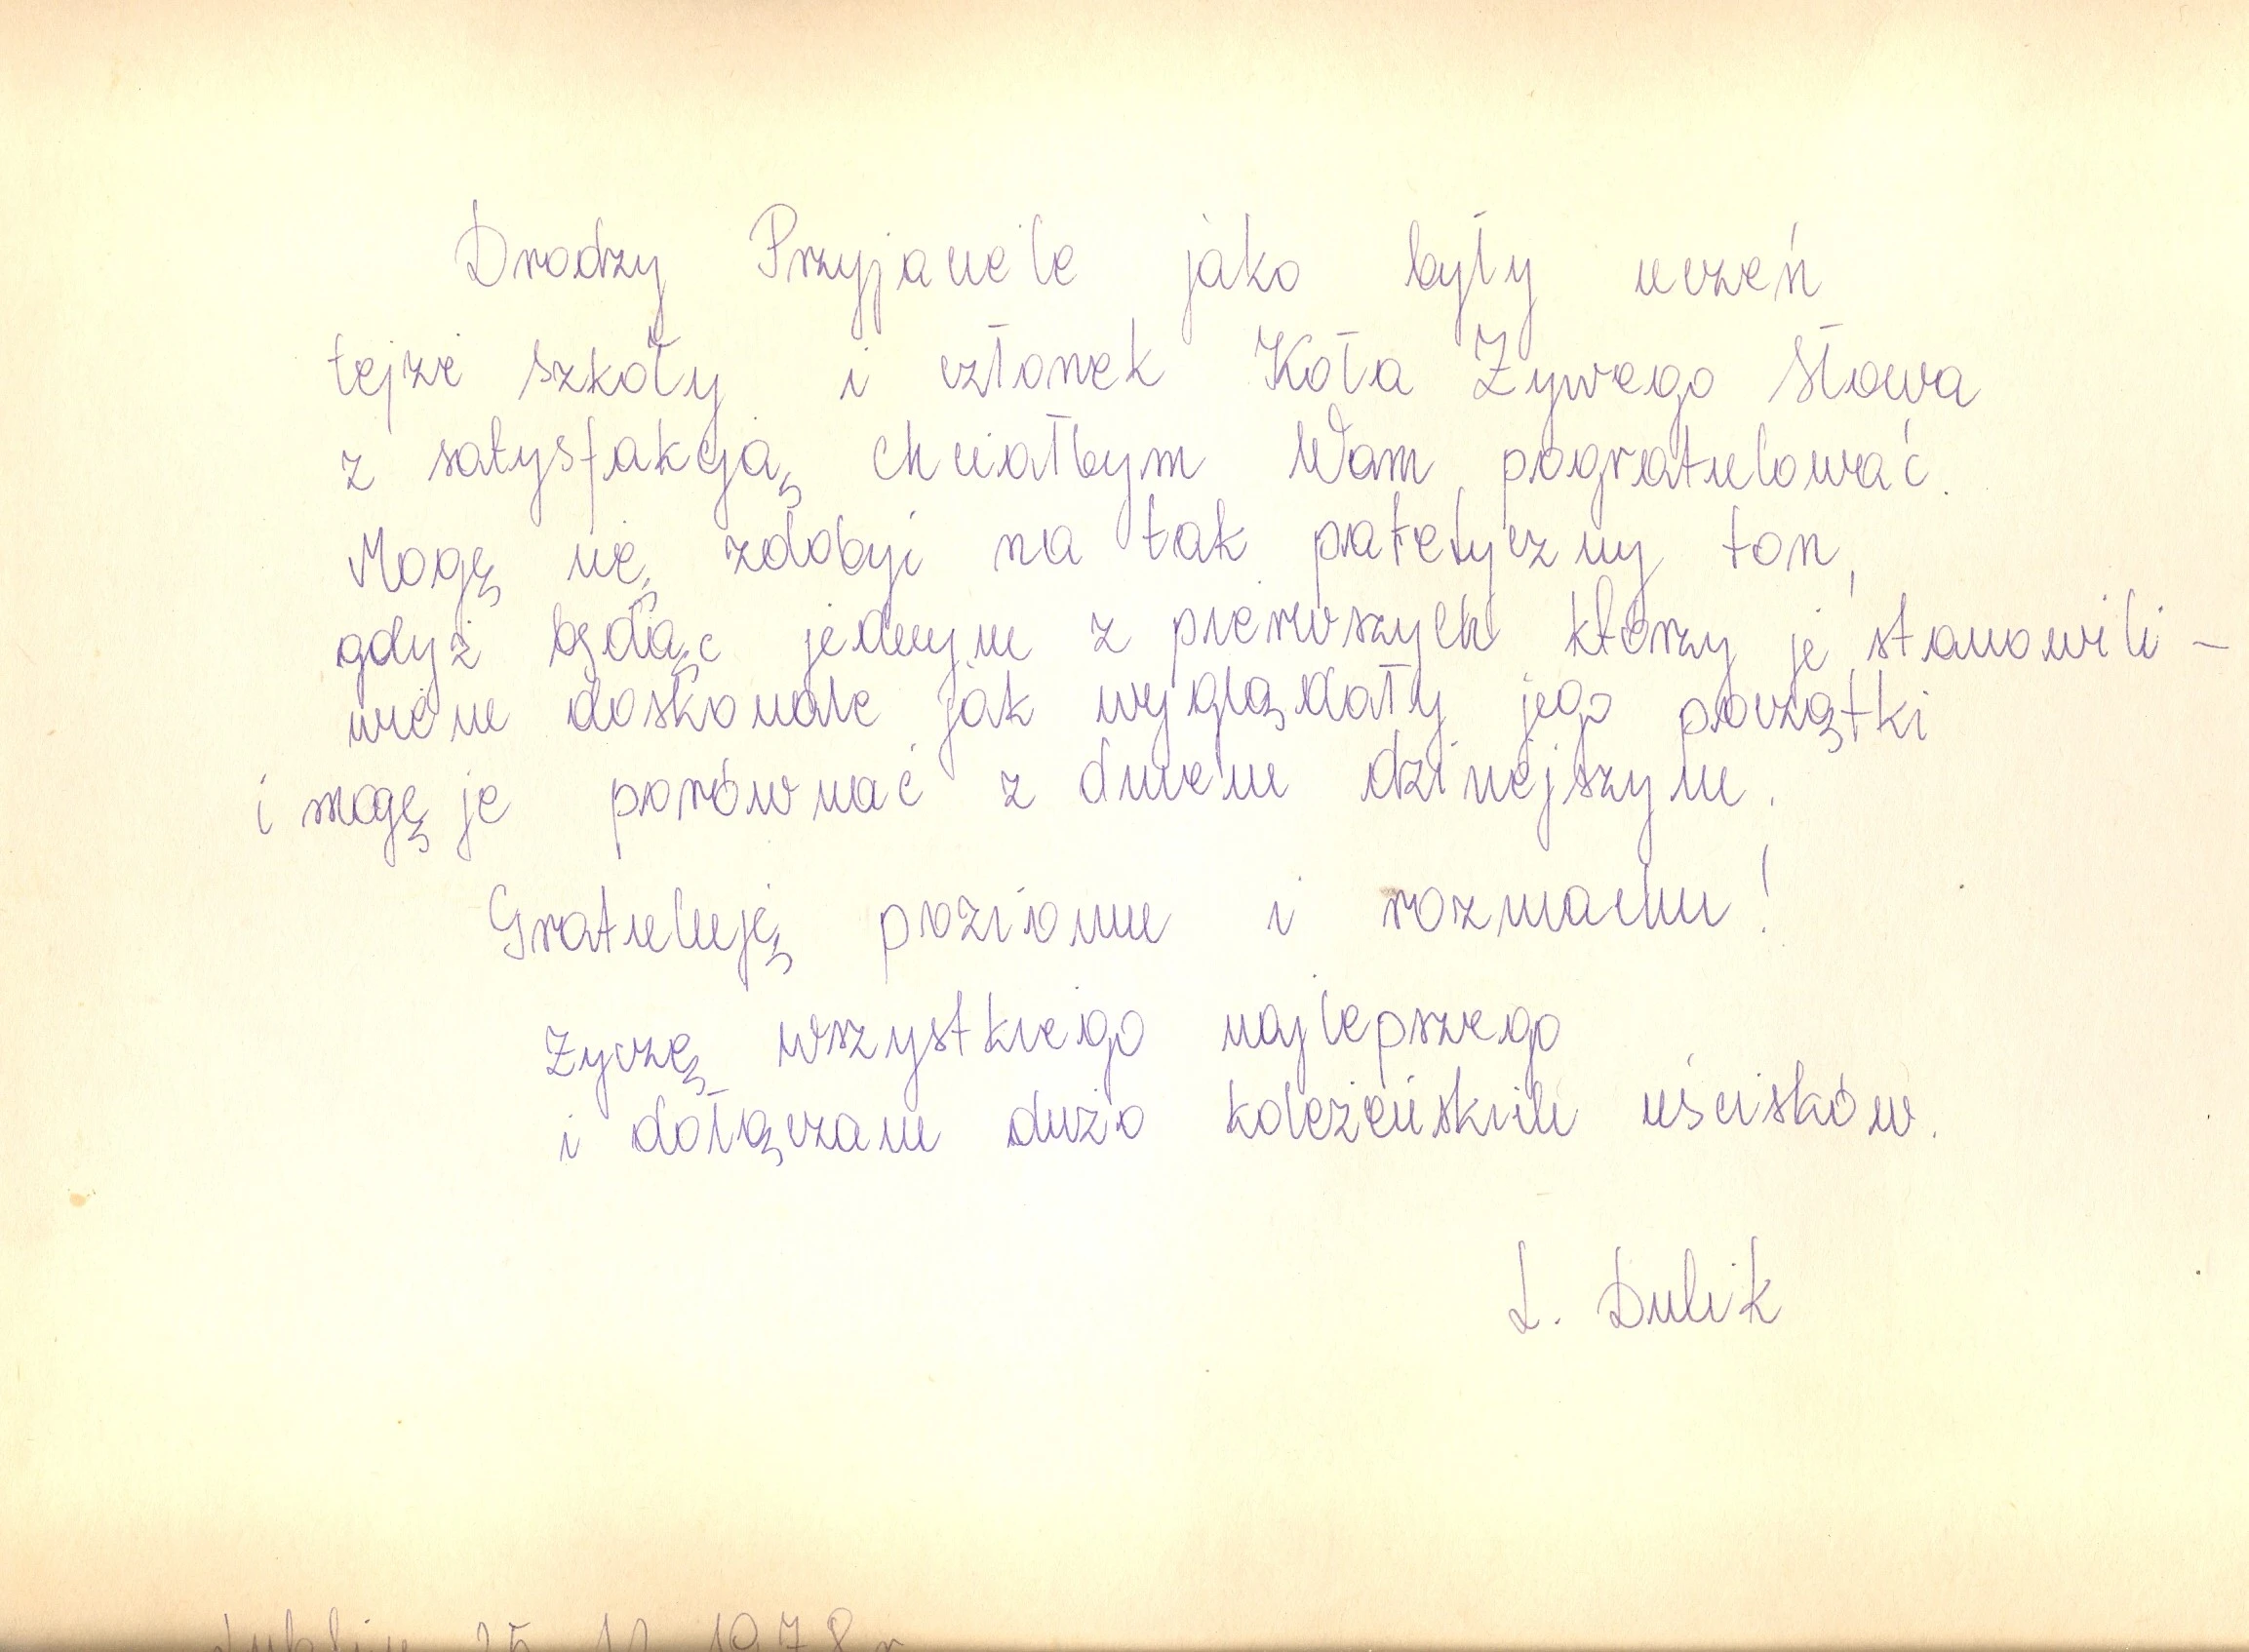 Drodzy Przyjaciele jako były uczeń
tejże szkoły i członek Koła Żywego Słowa
z satysfakcją chciałbym Wam pogratulować.
Mogę się zdobyć na tak patetyczny ton,
gdyż będąc jednym z pierwszych którzy je stanowili –
wiem doskonale jak wyglądały jego początki
i mogę je porównać z dniem dzisiejszym.
Gratuluję poziomu i rozmachu!
Życzę wszystkiego najlepszego
i dołączam dużo koleżeńskich uścisków.
L. Dulik
Lublin 25 11 1978 r